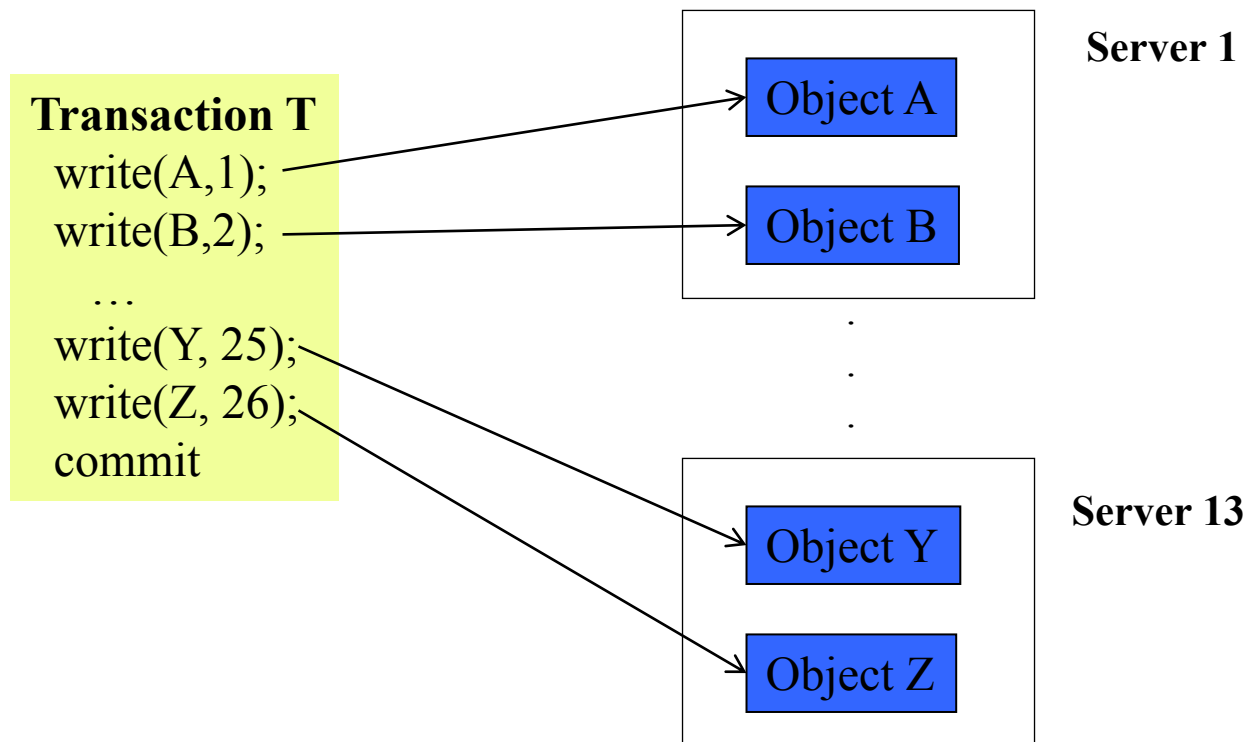 Transaction T
write(A,1);
write(B,2);
…
write(Y, 25);
write(Z, 26);
commit
Server 1
Object A
Object B
.
.
.
Server 13
Object Y
Object Z